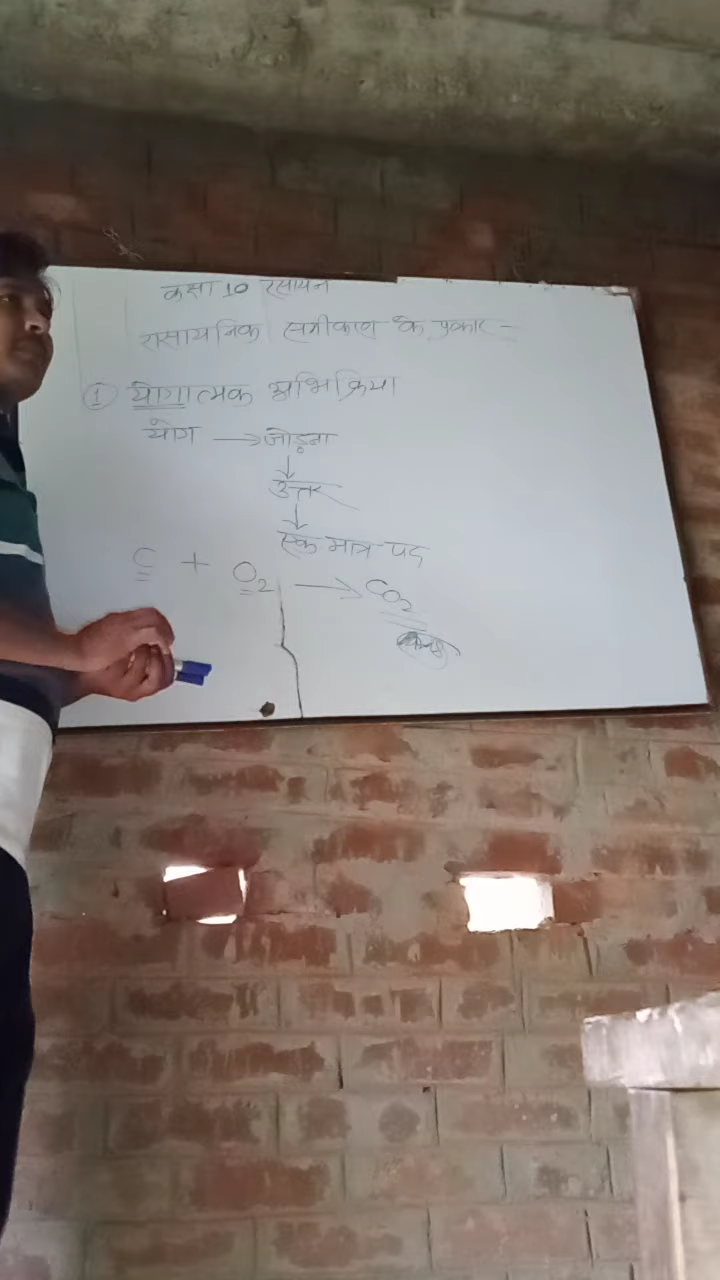 कक्षा 10 रसायन
रासायनिक समीकरण के प्रकार -
① योगात्मक अभिक्रिया
योग → जोड़ना
↓
उत्तर
↓
एक मात्र पद
C + O₂ → CO₂